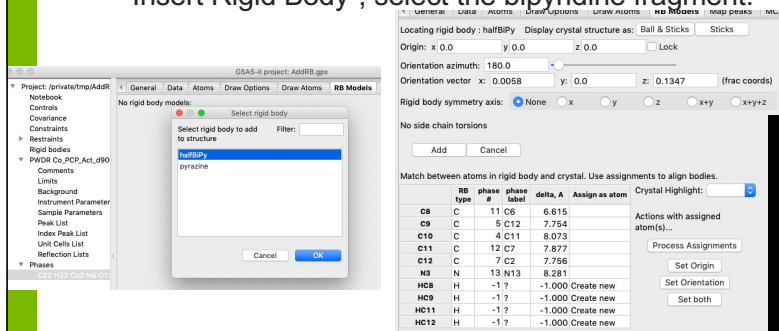 Insert Rigid Body", select the bipyridine fragment.
GSAS-II project: AddRB.gpx
Project: /private/tmp/AddR
Notebook
Controls
Covariance
Constraints
Restraints
Rigid bodies
PWDR Co_PCP_Act_d90
Comments
Limits
Background
Instrument Parameter
Sample Parameters
Peak List
Index Peak List
Unit Cells List
Reflection Lists
Phases
C22 H22 Co2 N6 O1
General Data Atoms Draw Options Draw Atoms RB Models
No rigid body models:
Select rigid body
Select rigid body to add Filter:
to structure
halfBiPy
pyrazine
Cancel OK
General Data Atoms Draw Options Draw Atoms RB Models Map peaks MC
Locating rigid body : halfBiPy Display crystal structure as: Ball & Sticks Sticks
Origin: x 0.0 y 0.0 z 0.0 Lock
Orientation azimuth: 180.0
Orientation vector x: 0.0058 y: 0.0 z: 0.1347 (frac coords)
Rigid body symmetry axis: None x y z x+y x+y+z
No side chain torsions
Add Cancel
Match between atoms in rigid body and crystal. Use assignments to align bodies.
RB type phase # phase label delta, A Assign as atom
C8 C 11 C6 6.615
C9 C 5 C12 7.754
C10 C 4 C11 8.073
C11 C 12 C7 7.877
C12 C 7 C2 7.756
N3 N 13 N13 8.281
HC8 H -1 ? -1.000 Create new
HC9 H -1 ? -1.000 Create new
HC11 H -1 ? -1.000 Create new
HC12 H -1 ? -1.000 Create new
Crystal Highlight:
Actions with assigned
atom(s)...
Process Assignments
Set Origin
Set Orientation
Set both